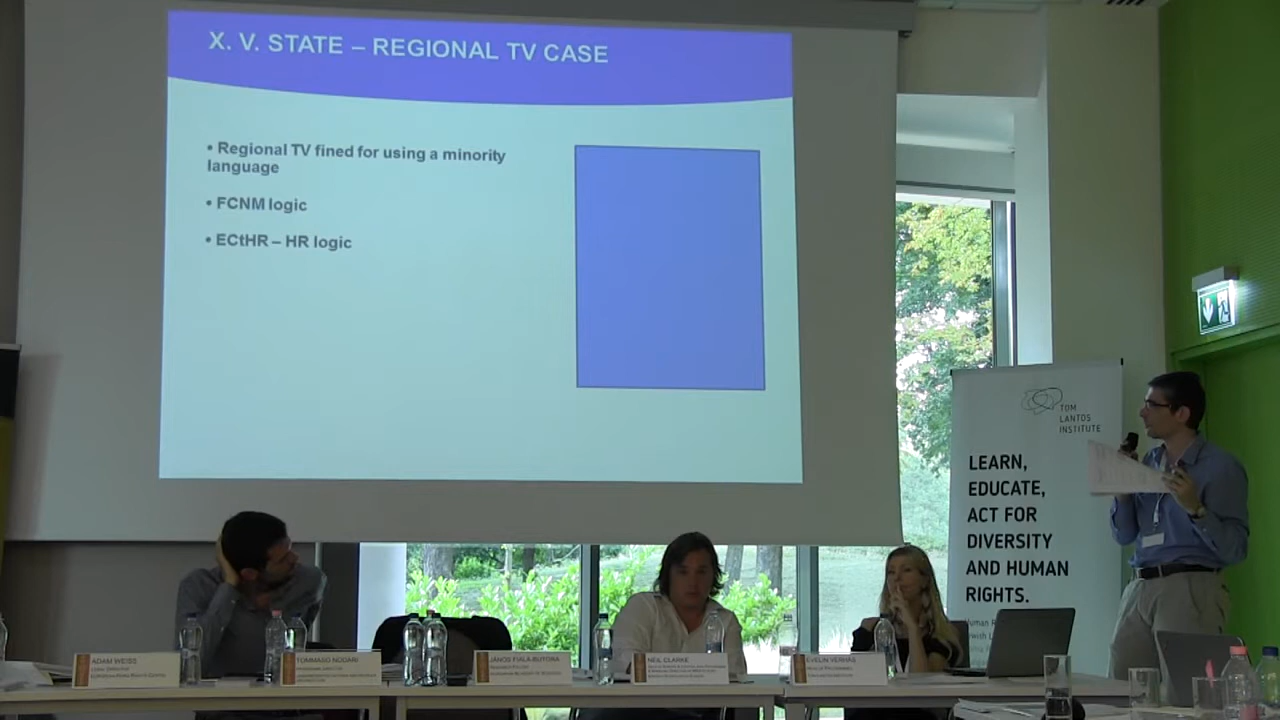 X. V. STATE – REGIONAL TV CASE
• Regional TV fined for using a minority
language
• FCNM logic
• ECtHR – HR logic
TOM
LANTOS
INSTITUTE
LEARN,
EDUCATE,
ACT FOR
DIVERSITY
AND HUMAN
RIGHTS.
ADAM WEISS
TOMMASO NODARI
JÁNOS FIALA-BUTORA
NEIL CLARKE
EVELIN VERHÁS